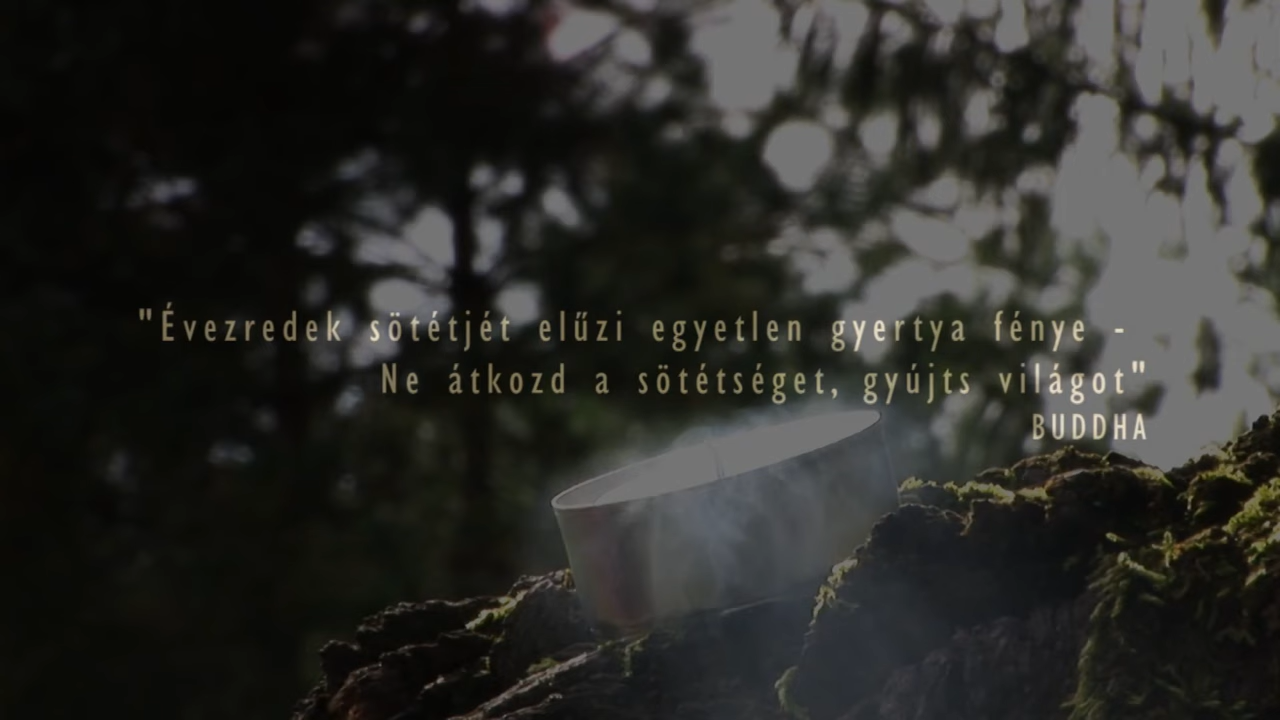 "Évezredek sötétjét elűzi egyetlen gyertya fénye -
Ne átkozd a sötétséget, gyújts világot"
BUDDHA